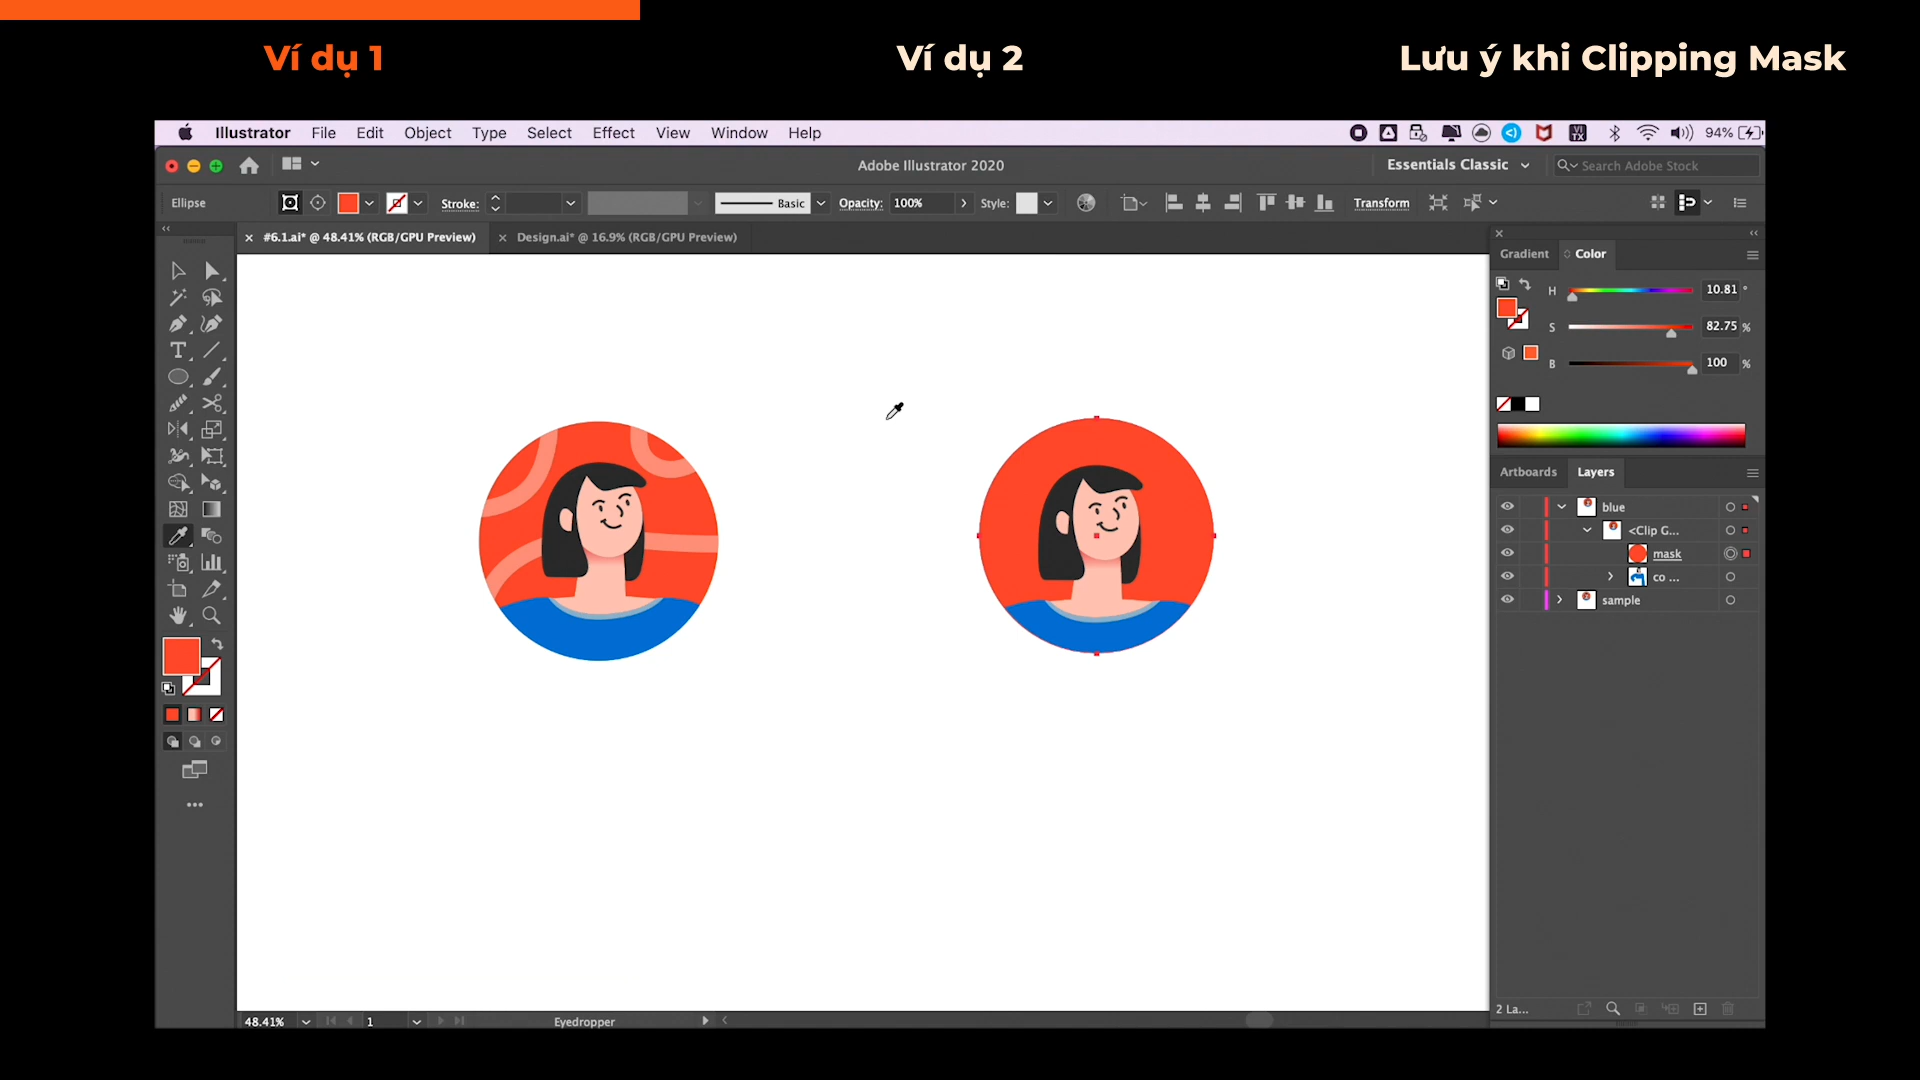 Ví dụ 1
Ví dụ 2
Lưu ý khi Clipping Mask
Illustrator File Edit Object Type Select Effect View Window Help
94%
Adobe Illustrator 2020
Essentials Classic
Search Adobe Stock
Ellipse
Stroke:
Basic
Opacity: 100%
Style:
Transform
#6.1.ai* @ 48.41% (RGB/GPU Preview)
Design.ai* @ 16.9% (RGB/GPU Preview)
Gradient
Color
H 10.81 °
S 82.75 %
B 100 %
Artboards
Layers
blue
<Clip G...
mask
co ...
sample
2 La...
48.41%
1
Eyedropper